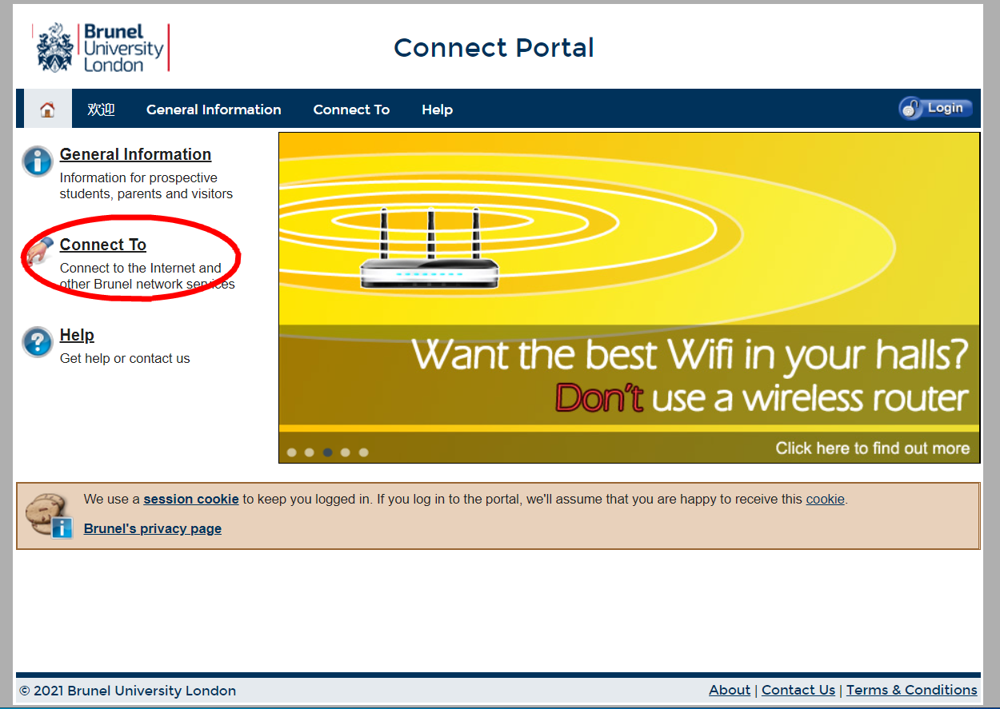 Brunel
University
London
Connect Portal
欢迎 General Information Connect To Help Login
General Information
Information for prospective
students, parents and visitors
Connect To
Connect to the Internet and
other Brunel network services
Help
Get help or contact us
Want the best Wifi in your halls?
Don't use a wireless router
Click here to find out more
We use a session cookie to keep you logged in. If you log in to the portal, we'll assume that you are happy to receive this cookie.
Brunel's privacy page
© 2021 Brunel University London
About | Contact Us | Terms & Conditions